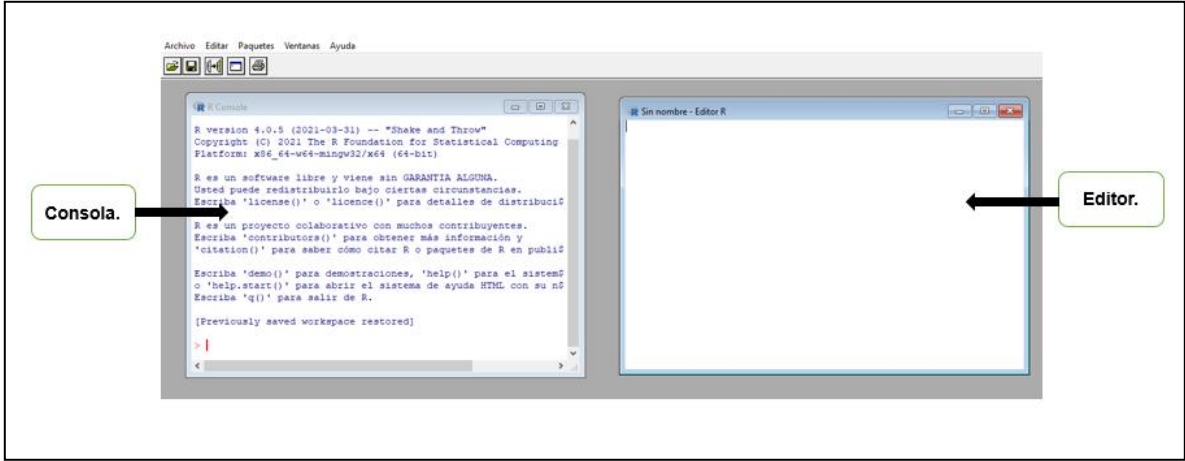 Archivo Editar Paquetes Ventanas Ayuda
R Console
R version 4.0.5 (2021-03-31) -- "Shake and Throw"
Copyright (C) 2021 The R Foundation for Statistical Computing
Platform: x86_64-w64-mingw32/x64 (64-bit)
R es un software libre y viene sin GARANTIA ALGUNA.
Usted puede redistribuirlo bajo ciertas circunstancias.
Escriba 'license()' o 'licence()' para detalles de distribuci$
R es un proyecto colaborativo con muchos contribuyentes.
Escriba 'contributors()' para obtener más información y
'citation()' para saber cómo citar R o paquetes de R en publi$
Escriba 'demo()' para demostraciones, 'help()' para el sistem$
o 'help.start()' para abrir el sistema de ayuda HTML con su n$
Escriba 'q()' para salir de R.
[Previously saved workspace restored]
>
Sin nombre - Editor R
Consola.
Editor.